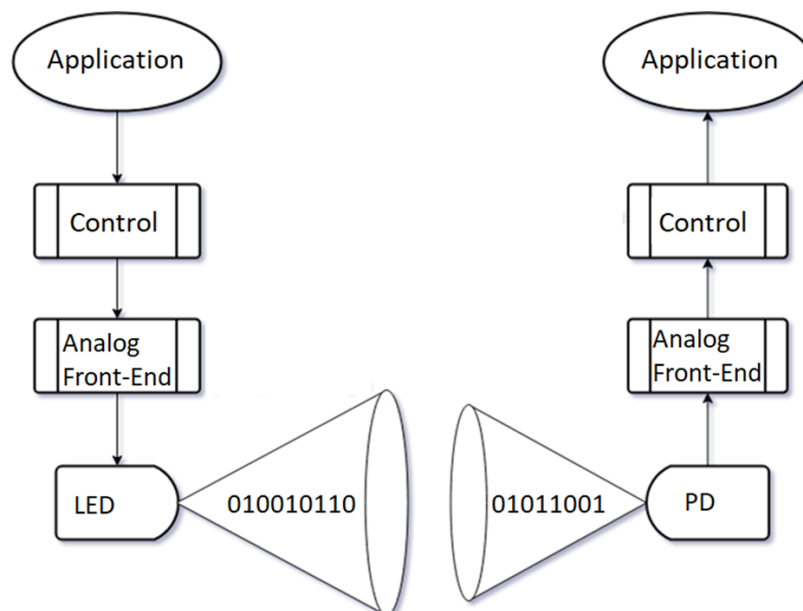 Application
Control
Analog
Front-End
LED
010010110
Application
Control
Analog
Front-End
01011001
PD